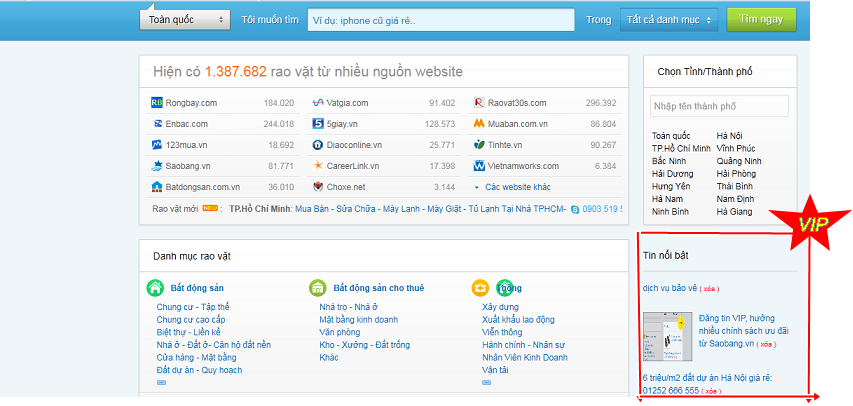 Toàn quốc
Tôi muốn tìm
Ví dụ: iphone cũ giá rẻ..
Trong
Tất cả danh mục
Tìm ngay
Hiện có 1.387.682 rao vặt từ nhiều nguồn website
Rongbay.com 184.020 Vatgia.com 91.402 Raovat30s.com 296.392
Enbac.com 244.018 5giay.vn 128.573 Muaban.com.vn 86.804
123mua.vn 18.692 Diaoconline.vn 25.771 Tinhte.vn 90.267
Saobang.vn 81.771 CareerLink.vn 17.398 Vietnamworks.com 6.384
Batdongsan.com.vn 36.010 Choxe.net 3.144 Các website khác
Rao vặt mới NEW : TP.Hồ Chí Minh: Mua Bán - Sửa Chữa - Máy Lạnh - Máy Giặt - Tủ Lạnh Tại Nhà TPHCM- 0903 519 5
Chọn Tỉnh/Thành phố
Nhập tên thành phố
Toàn quốc Hà Nội
TP.Hồ Chí Minh Vĩnh Phúc
Bắc Ninh Quảng Ninh
Hải Dương Hải Phòng
Hưng Yên Thái Bình
Hà Nam Nam Định
Ninh Bình Hà Giang
VIP
Danh mục rao vặt
Bất động sản
Chung cư - Tập thể
Chung cư cao cấp
Biệt thự - Liền kề
Nhà ở - Đất ở - Căn hộ đất nền
Cửa hàng - Mặt bằng
Đất dự án - Quy hoạch
Bất động sản cho thuê
Nhà trọ - Nhà ở
Mặt bằng kinh doanh
Văn phòng
Kho - Xưởng - Đất trống
Khác
Thông
Xây dựng
Xuất khẩu lao động
Viễn thông
Hành chính - Nhân sự
Nhân Viên Kinh Doanh
Vận tải
Tin nổi bật
dịch vụ bảo vệ ( xóa )
Đăng tin VIP, hưởng
nhiều chính sách ưu đãi
từ Saobang.vn ( xóa )
6 triệu/m2 đất dự án Hà Nội giá rẻ:
01252 666 555 ( xóa )